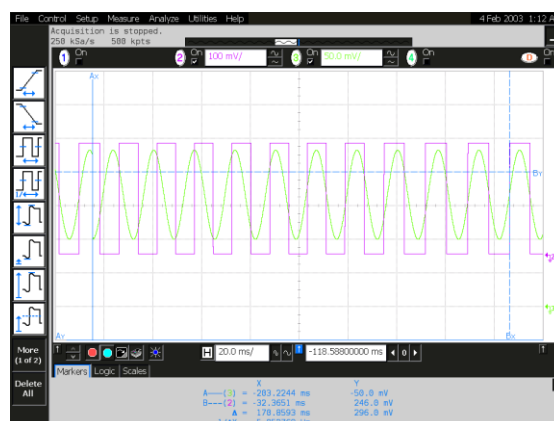 File Control Setup Measure Analyze Utilities Help 4 Feb 2003 1:12 A
Acquisition is stopped.
250 kSa/s 500 kpts
1 On 2 On 100 mV/ 3 On 50.0 mV/ 4 On D On
Ax
By
Ay Bx
More
(1 of 2)
Delete
All
H 20.0 ms/ T -118.58800000 ms 0
Markers Logic Scales
X Y
A---(3) = -203.2244 ms -50.0 mV
B---(2) = -32.3651 ms 246.0 mV
Δ = 170.8593 ms 296.0 mV